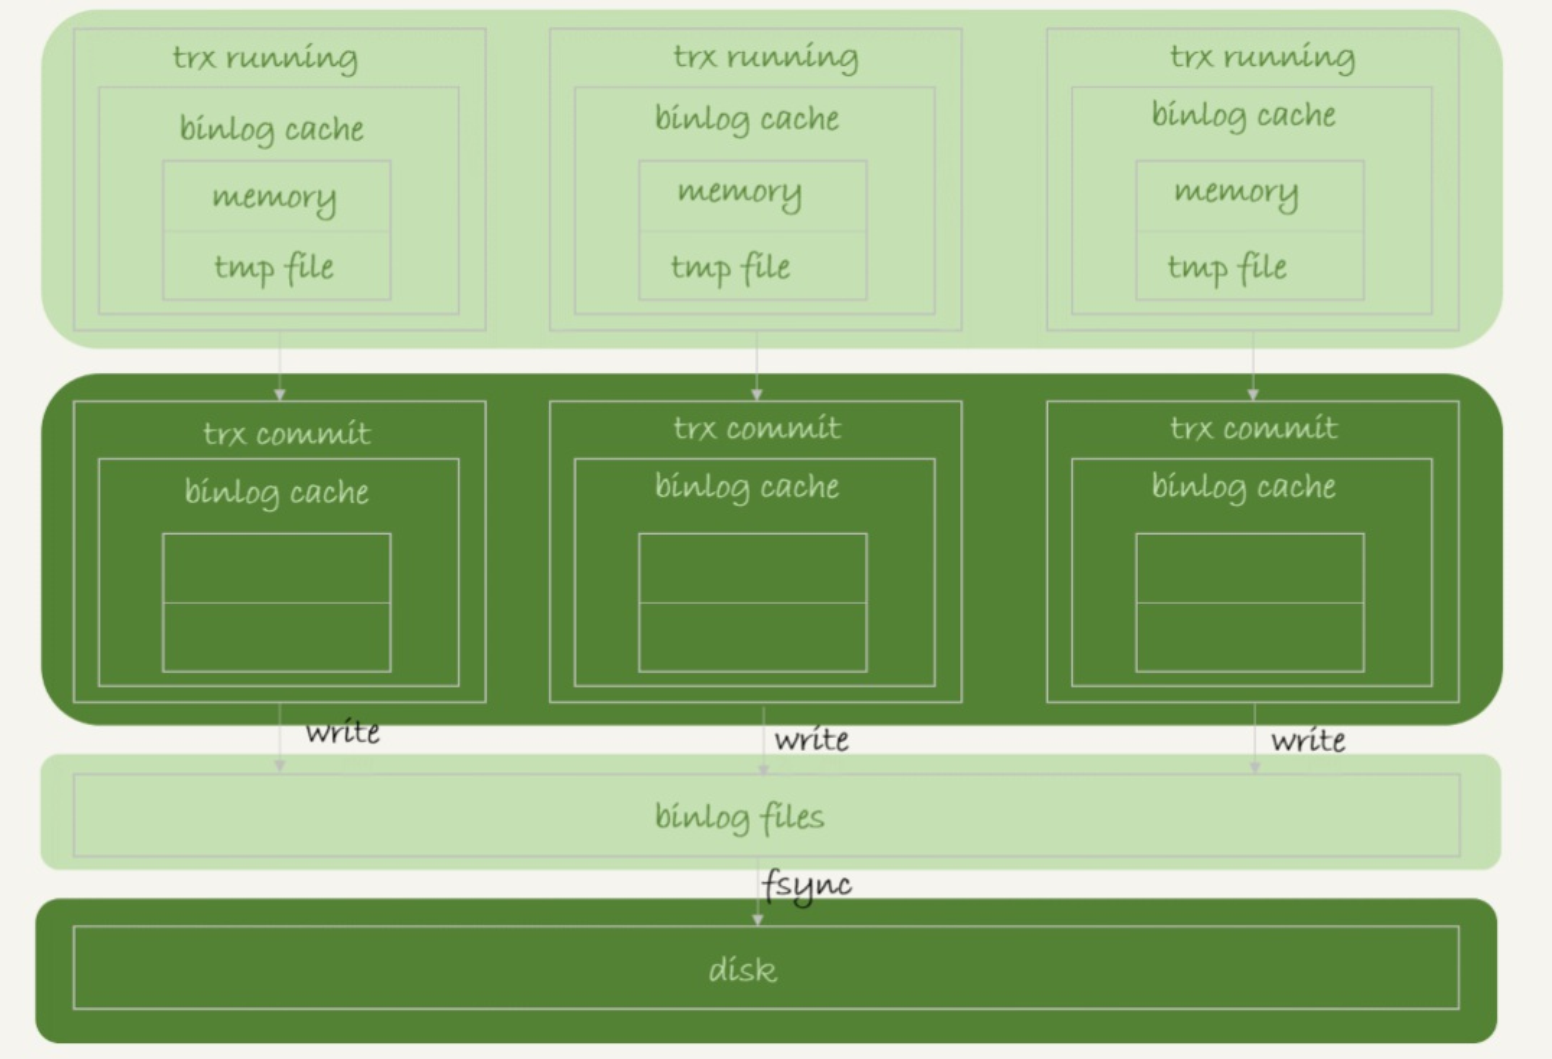 trx running
trx running
trx running
binlog cache
binlog cache
binlog cache
memory
memory
memory
tmp file
tmp file
tmp file
trx commit
trx commit
trx commit
binlog cache
binlog cache
binlog cache
write
write
write
binlog files
fsync
disk